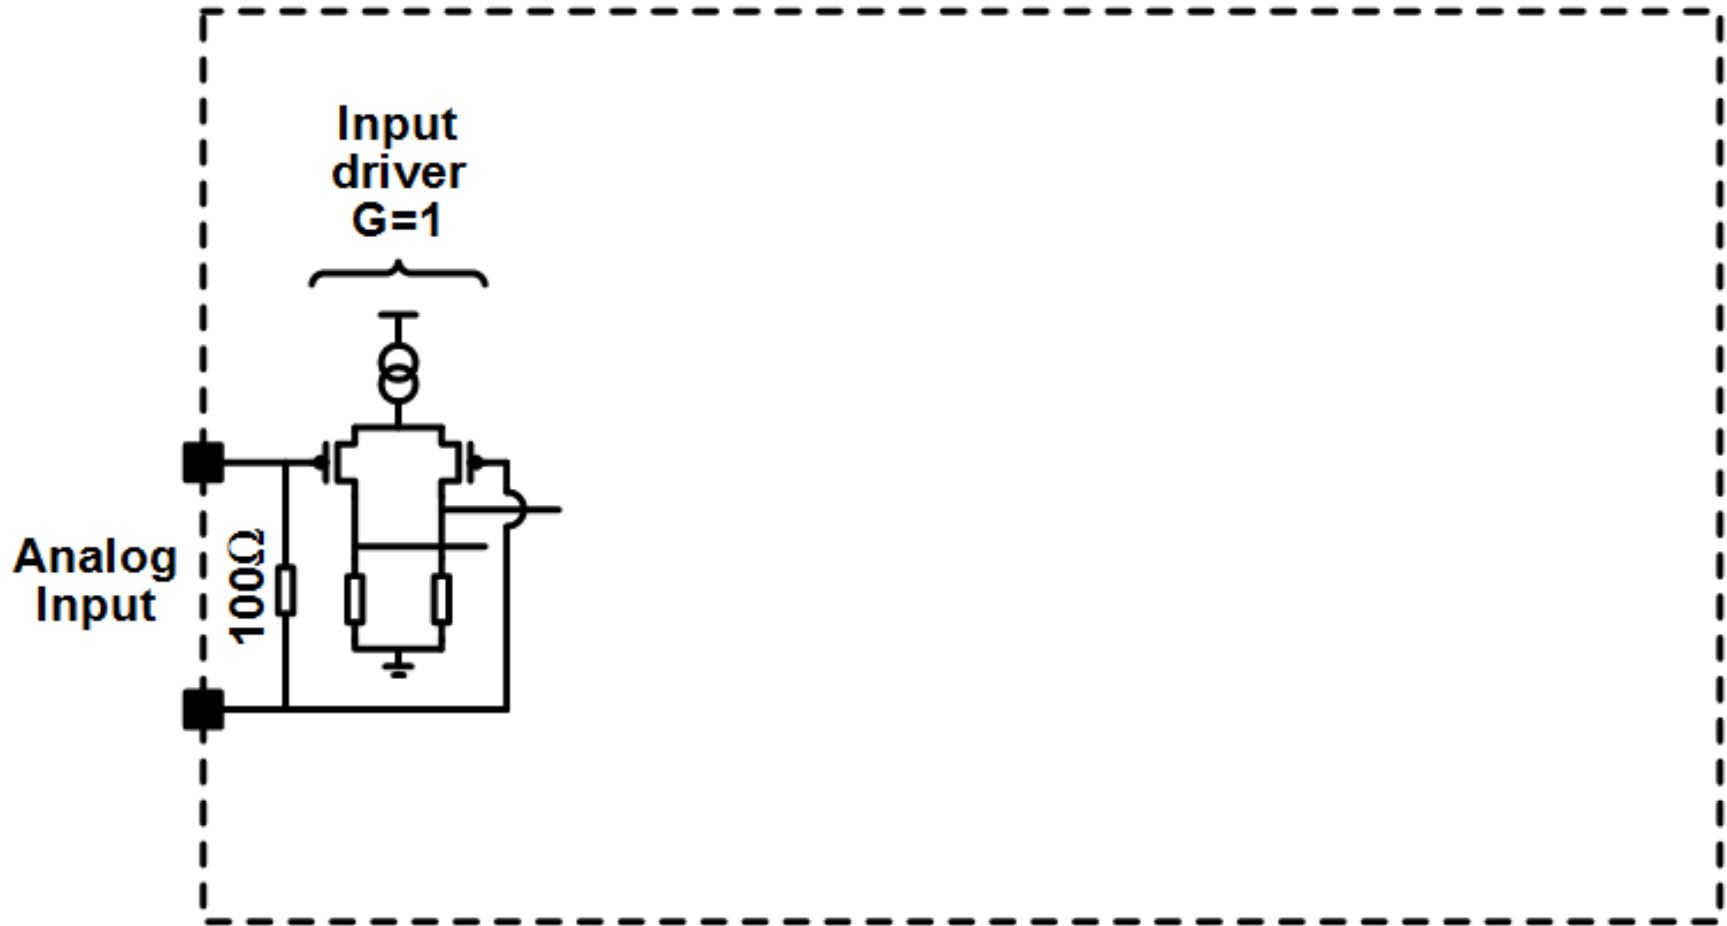 Input
driver
G=1
Analog
Input
100Ω